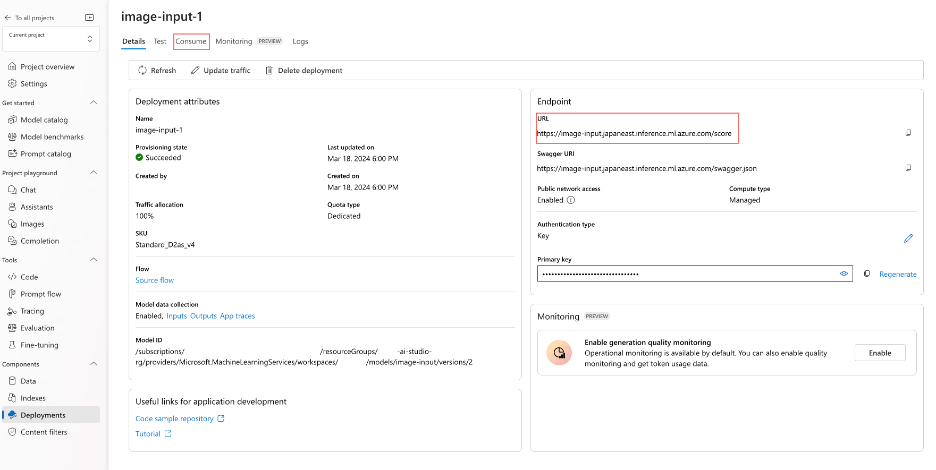 To all projects
Current project
Project overview
Settings
Get started
Model catalog
Model benchmarks
Prompt catalog
Project playground
Chat
Assistants
Images
Completion
Tools
Code
Prompt flow
Tracing
Evaluation
Fine-tuning
Components
Data
Indexes
Deployments
Content filters
image-input-1
Details Test Consume Monitoring PREVIEW Logs
Refresh Update traffic Delete deployment
Deployment attributes
Name
image-input-1
Provisioning state Last updated on
Succeeded Mar 18, 2024 6:00 PM
Created by Created on
Mar 18, 2024 6:00 PM
Traffic allocation Quota type
100% Dedicated
SKU
Standard_D2as_v4
Flow
Source flow
Model data collection
Enabled, Inputs Outputs App traces
Model ID
/subscriptions/ /resourceGroups/ -ai-studio-
rg/providers/Microsoft.MachineLearningServices/workspaces/ /models/image-input/versions/2
Useful links for application development
Code sample repository
Tutorial
Endpoint
URL
https://image-input.japaneast.inference.ml.azure.com/score
Swagger URI
https://image-input.japaneast.inference.ml.azure.com/swagger.json
Public network access Compute type
Enabled Managed
Authentication type
Key
Primary key
Regenerate
Monitoring PREVIEW
Enable generation quality monitoring
Operational monitoring is available by default. You can also enable quality
monitoring and get token usage data.
Enable